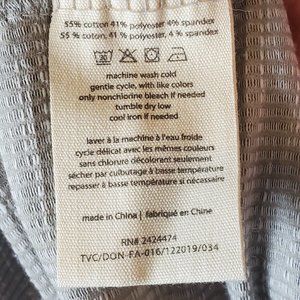 55% cotton 41% polyester 4% spandex
55 % coton, 41 % polyester, 4 % spandex
machine wash cold
gentle cycle, with like colors
only nonchlorine bleach if needed
tumble dry low
cool iron if needed
laver à la machine à l'eau froide
cycle délicat avec les mêmes couleurs
sans chlorure décolorant seulement
sécher par culbutage à basse température
repasser à basse température si nécessaire
made in China | fabriqué en Chine
RN# 2424474
TVC/DON-FA-016/122019/034